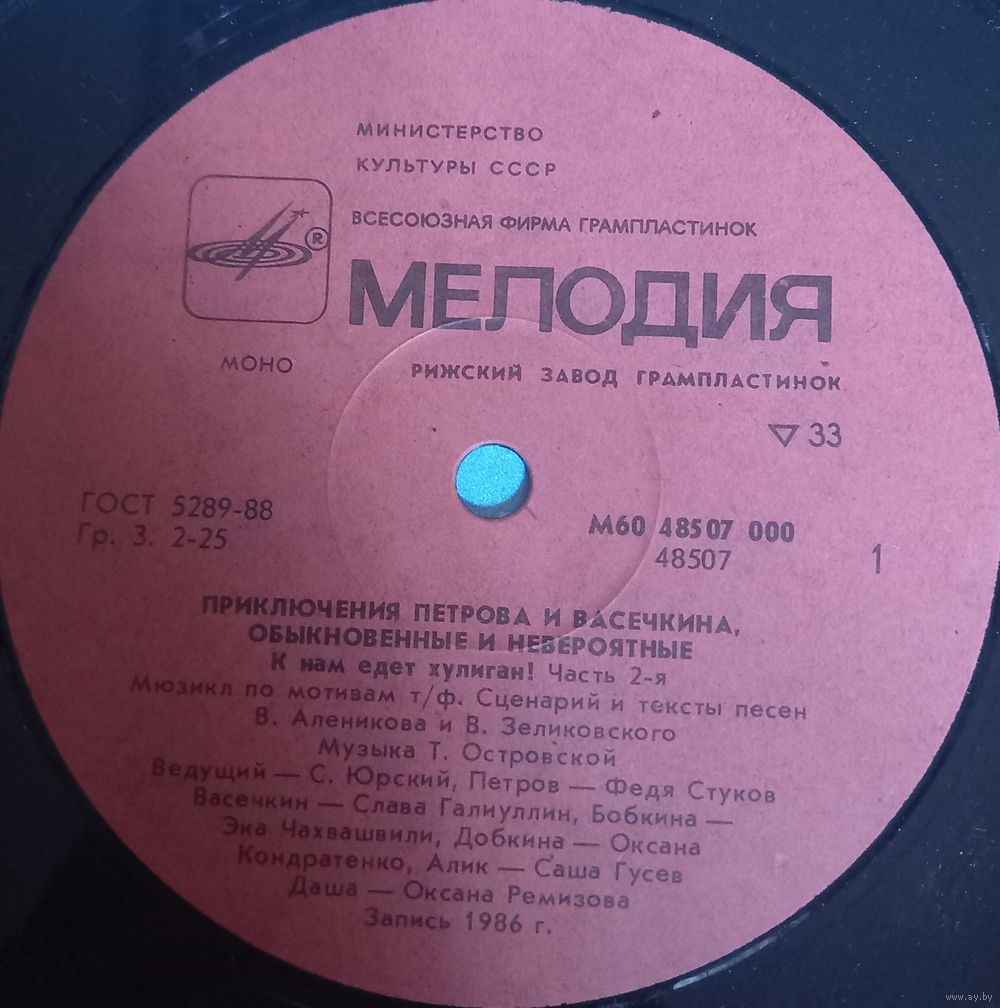 МИНИСТЕРСТВО
КУЛЬТУРЫ СССР
ВСЕСОЮЗНАЯ ФИРМА ГРАМПЛАСТИНОК
®
МЕЛОДИЯ
МОНО
РИЖСКИЙ ЗАВОД ГРАМПЛАСТИНОК
▽ 33
ГОСТ 5289-88
Гр. 3. 2-25
М60 48507 000
48507
1
ПРИКЛЮЧЕНИЯ ПЕТРОВА И ВАСЕЧКИНА,
ОБЫКНОВЕННЫЕ И НЕВЕРОЯТНЫЕ
К нам едет хулиган! Часть 2-я
Мюзикл по мотивам т/ф. Сценарий и тексты песен
В. Аленикова и В. Зеликовского
Музыка Т. Островской
Ведущий — С. Юрский, Петров — Федя Стуков
Васечкин — Слава Галиуллин, Бобкина —
Эка Чахвашвили, Добкина — Оксана
Кондратенко, Алик — Саша Гусев
Даша — Оксана Ремизова
Запись 1986 г.
www.ay.by